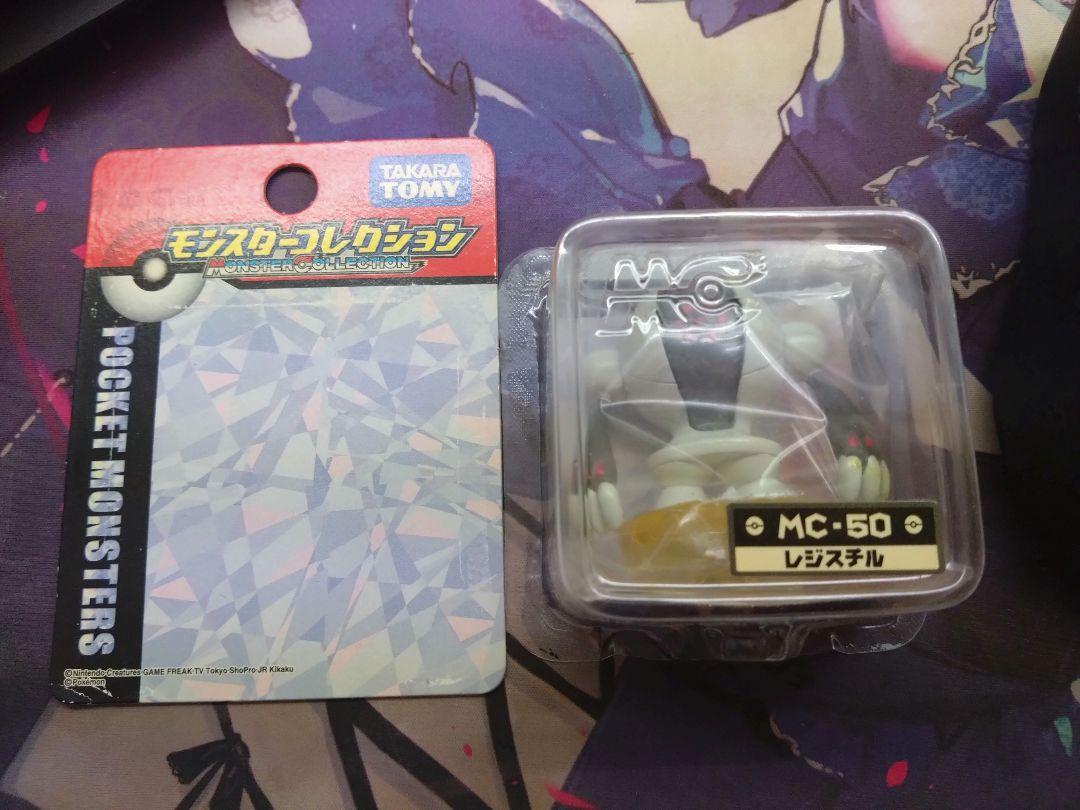 TAKARA
TOMY
モンスターコレクション
MONSTER COLLECTION
POCKET MONSTERS
©Nintendo·Creatures·GAME FREAK·TV Tokyo·ShoPro·JR Kikaku
©Pokémon
MC
MC-50
レジスチル